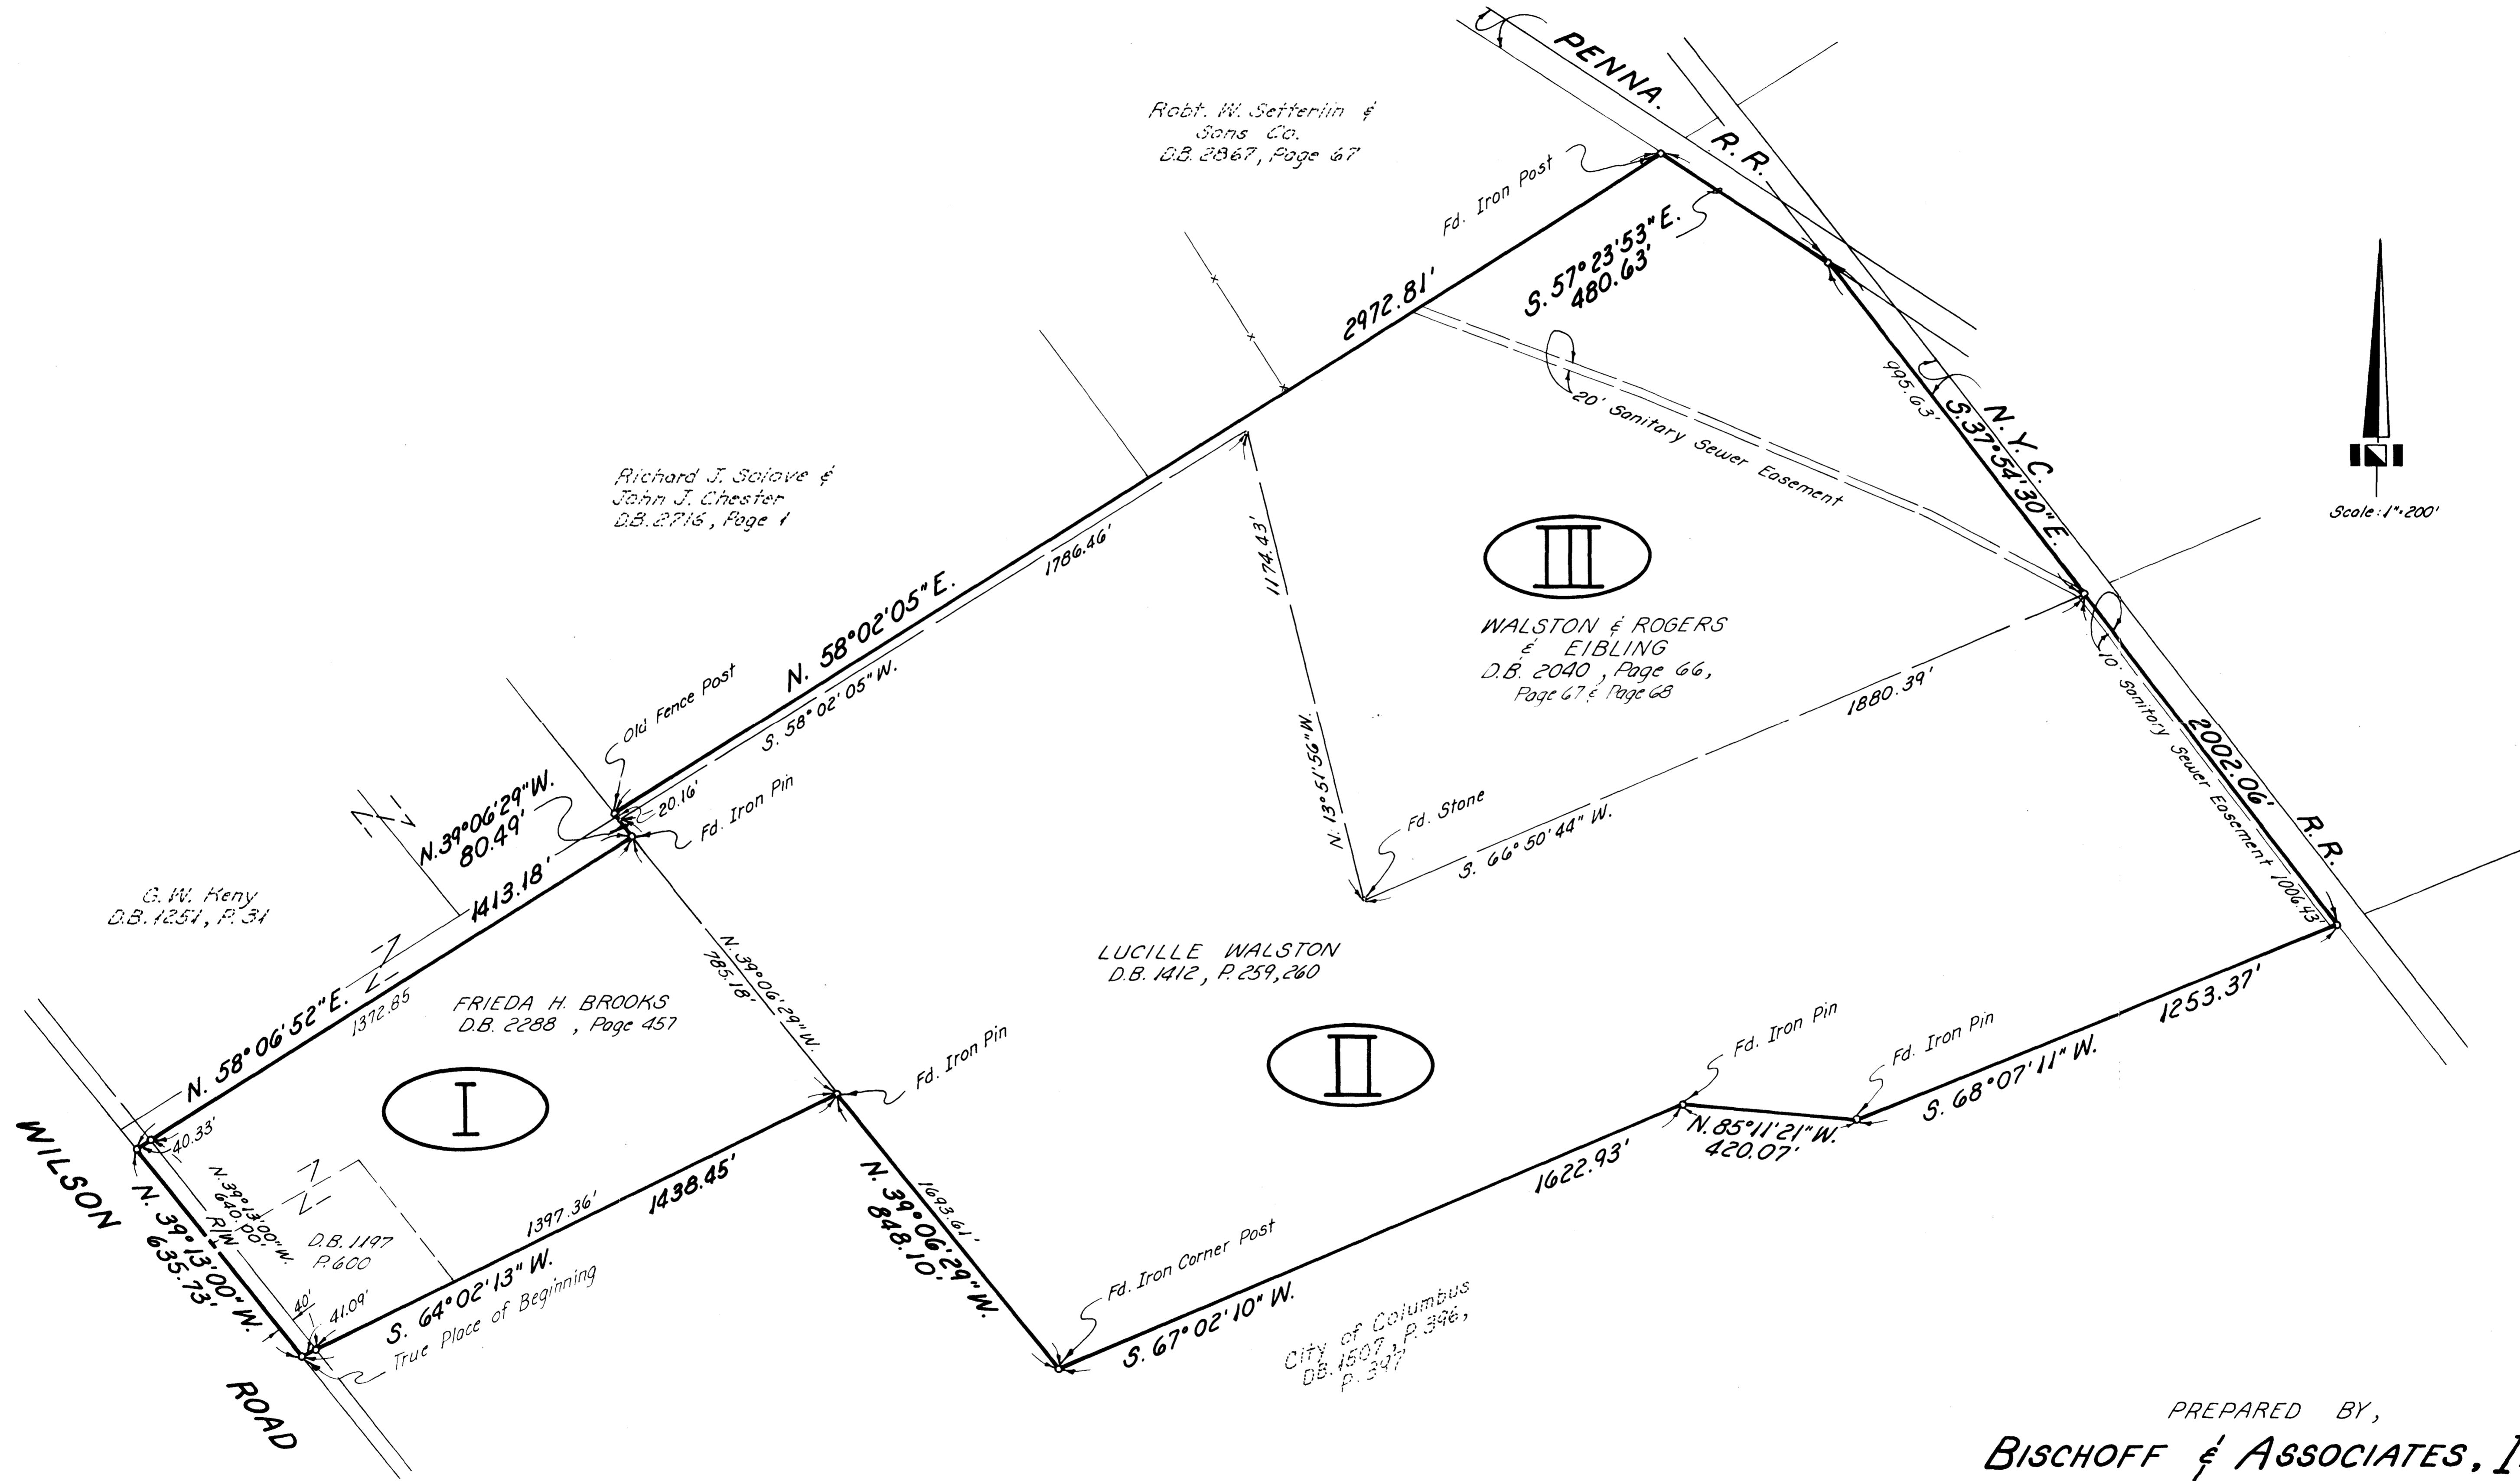 PENNA.
R. R.
Robt. W. Setterlin &
Sons Co.
D.B. 2867, Page 67
Fd. Iron Post
S. 57° 23' 53" E.
480.63'
2972.81'
20' Sanitary Sewer Easement
995.63'
N. Y. C.
S. 37° 54' 30" E.
Scale: 1"=200'
Richard J. Solove &
John J. Chester
D.B. 2716, Page 1
1786.46'
1174.43'
III
WALSTON & ROGERS
& EIBLING
D.B. 2040, Page 66,
Page 67 & Page 68
N. 58° 02' 05" E.
S. 58° 02' 05" W.
Old Fence Post
20.16'
Fd. Iron Pin
N. 39° 06' 29" W.
80.49'
1413.18'
N. 13° 51' 56" W.
Fd. Stone
S. 66° 50' 44" W.
1880.39'
10' Sanitary Sewer Easement
2002.06'
R. R.
1006.43'
G. W. Keny
D.B. 1251, P. 31
N. 58° 06' 52" E.
1372.85
FRIEDA H. BROOKS
D.B. 2288, Page 457
N. 39° 06' 29" W.
785.18'
LUCILLE WALSTON
D.B. 1412, P. 259,260
I
II
Fd. Iron Pin
Fd. Iron Pin
Fd. Iron Pin
1253.37'
S. 68° 07' 11" W.
N. 85° 11' 21" W.
420.07'
1622.93'
WILSON
40.33'
N. 39° 13' 00" W.
635.73'
N. 39° 13' 00" W.
640.00'
R/W
D.B. 1197
P. 600
1397.36'
1438.45'
S. 64° 02' 13" W.
40'
41.09'
True Place of Beginning
1693.61'
N. 39° 06' 29" W.
848.10'
Fd. Iron Corner Post
S. 67° 02' 10" W.
City of Columbus
D.B. 1507, P. 396,
P. 397
ROAD
PREPARED BY,
BISCHOFF & ASSOCIATES, I